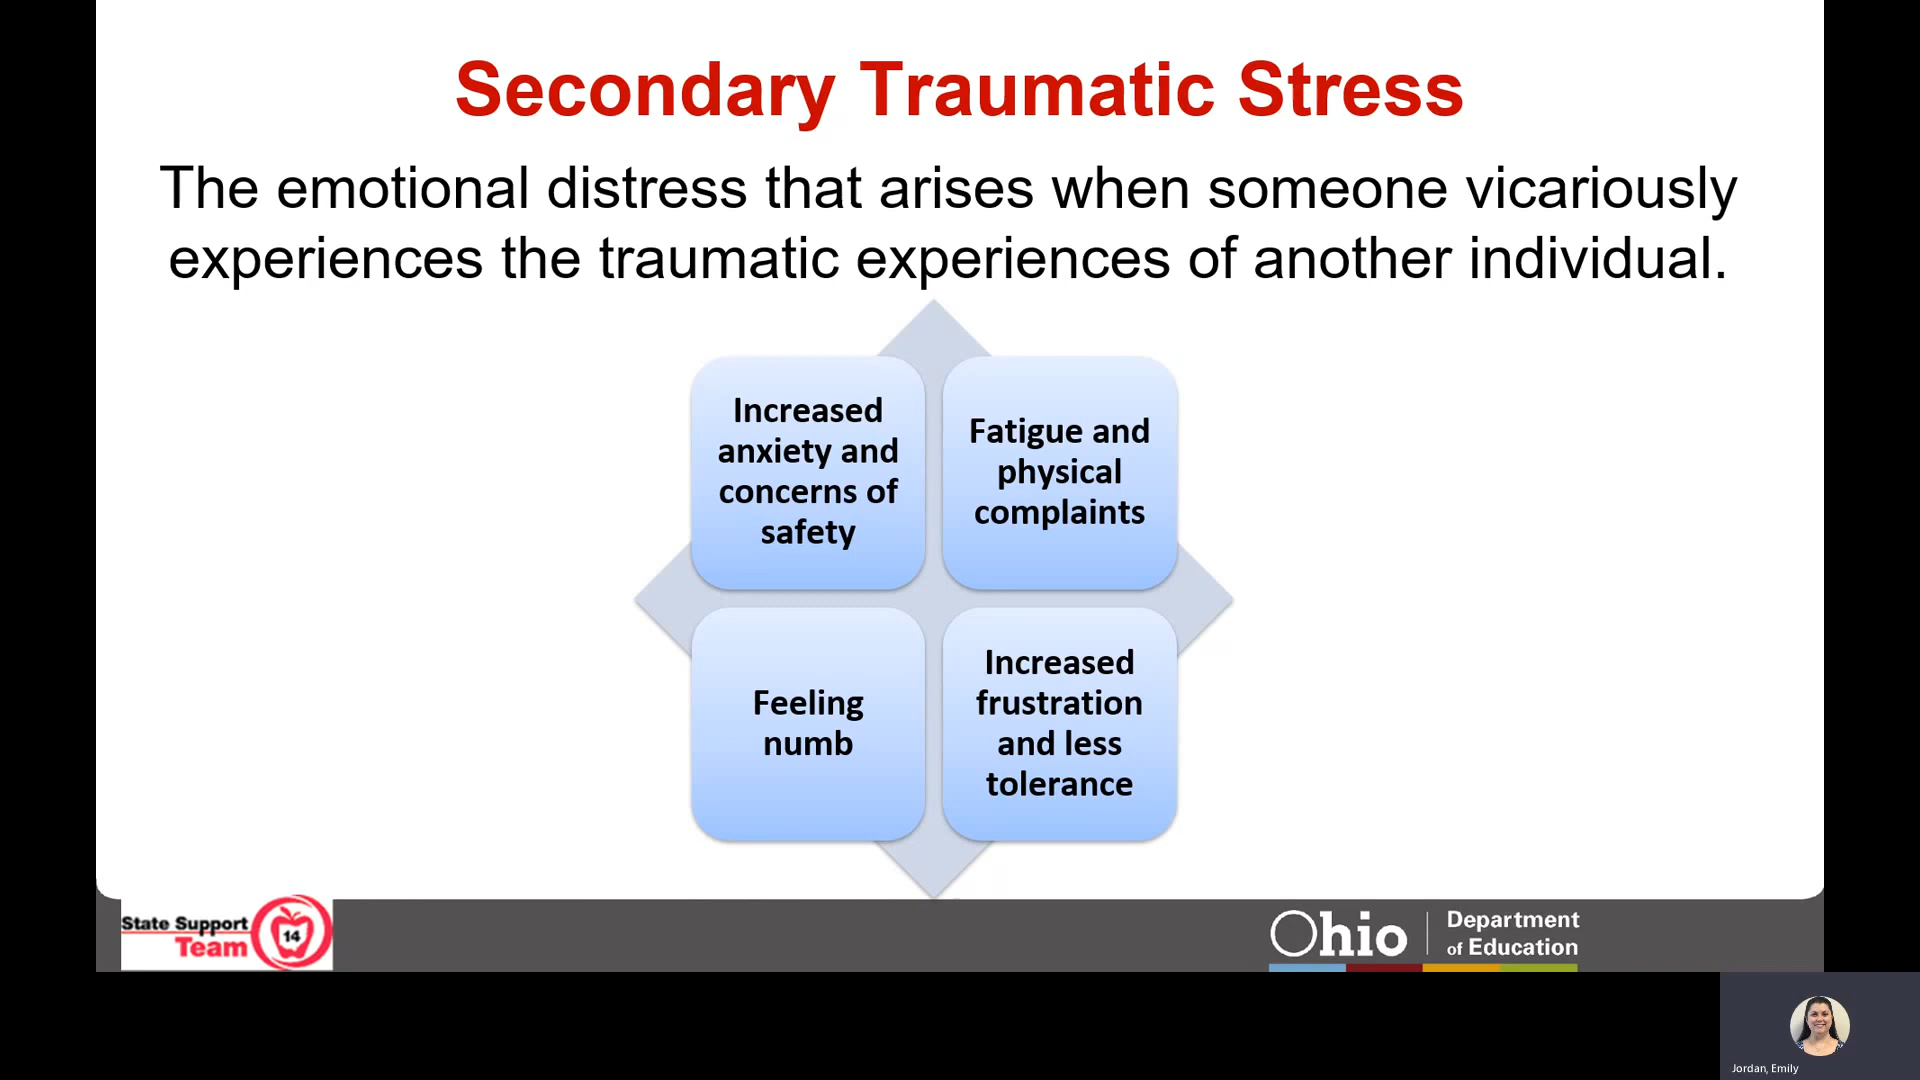 Secondary Traumatic Stress
The emotional distress that arises when someone vicariously
experiences the traumatic experiences of another individual.
Increased
anxiety and
concerns of
safety
Fatigue and
physical
complaints
Feeling
numb
Increased
frustration
and less
tolerance
State Support
Team
14
Ohio
Department
of Education
Jordan, Emily